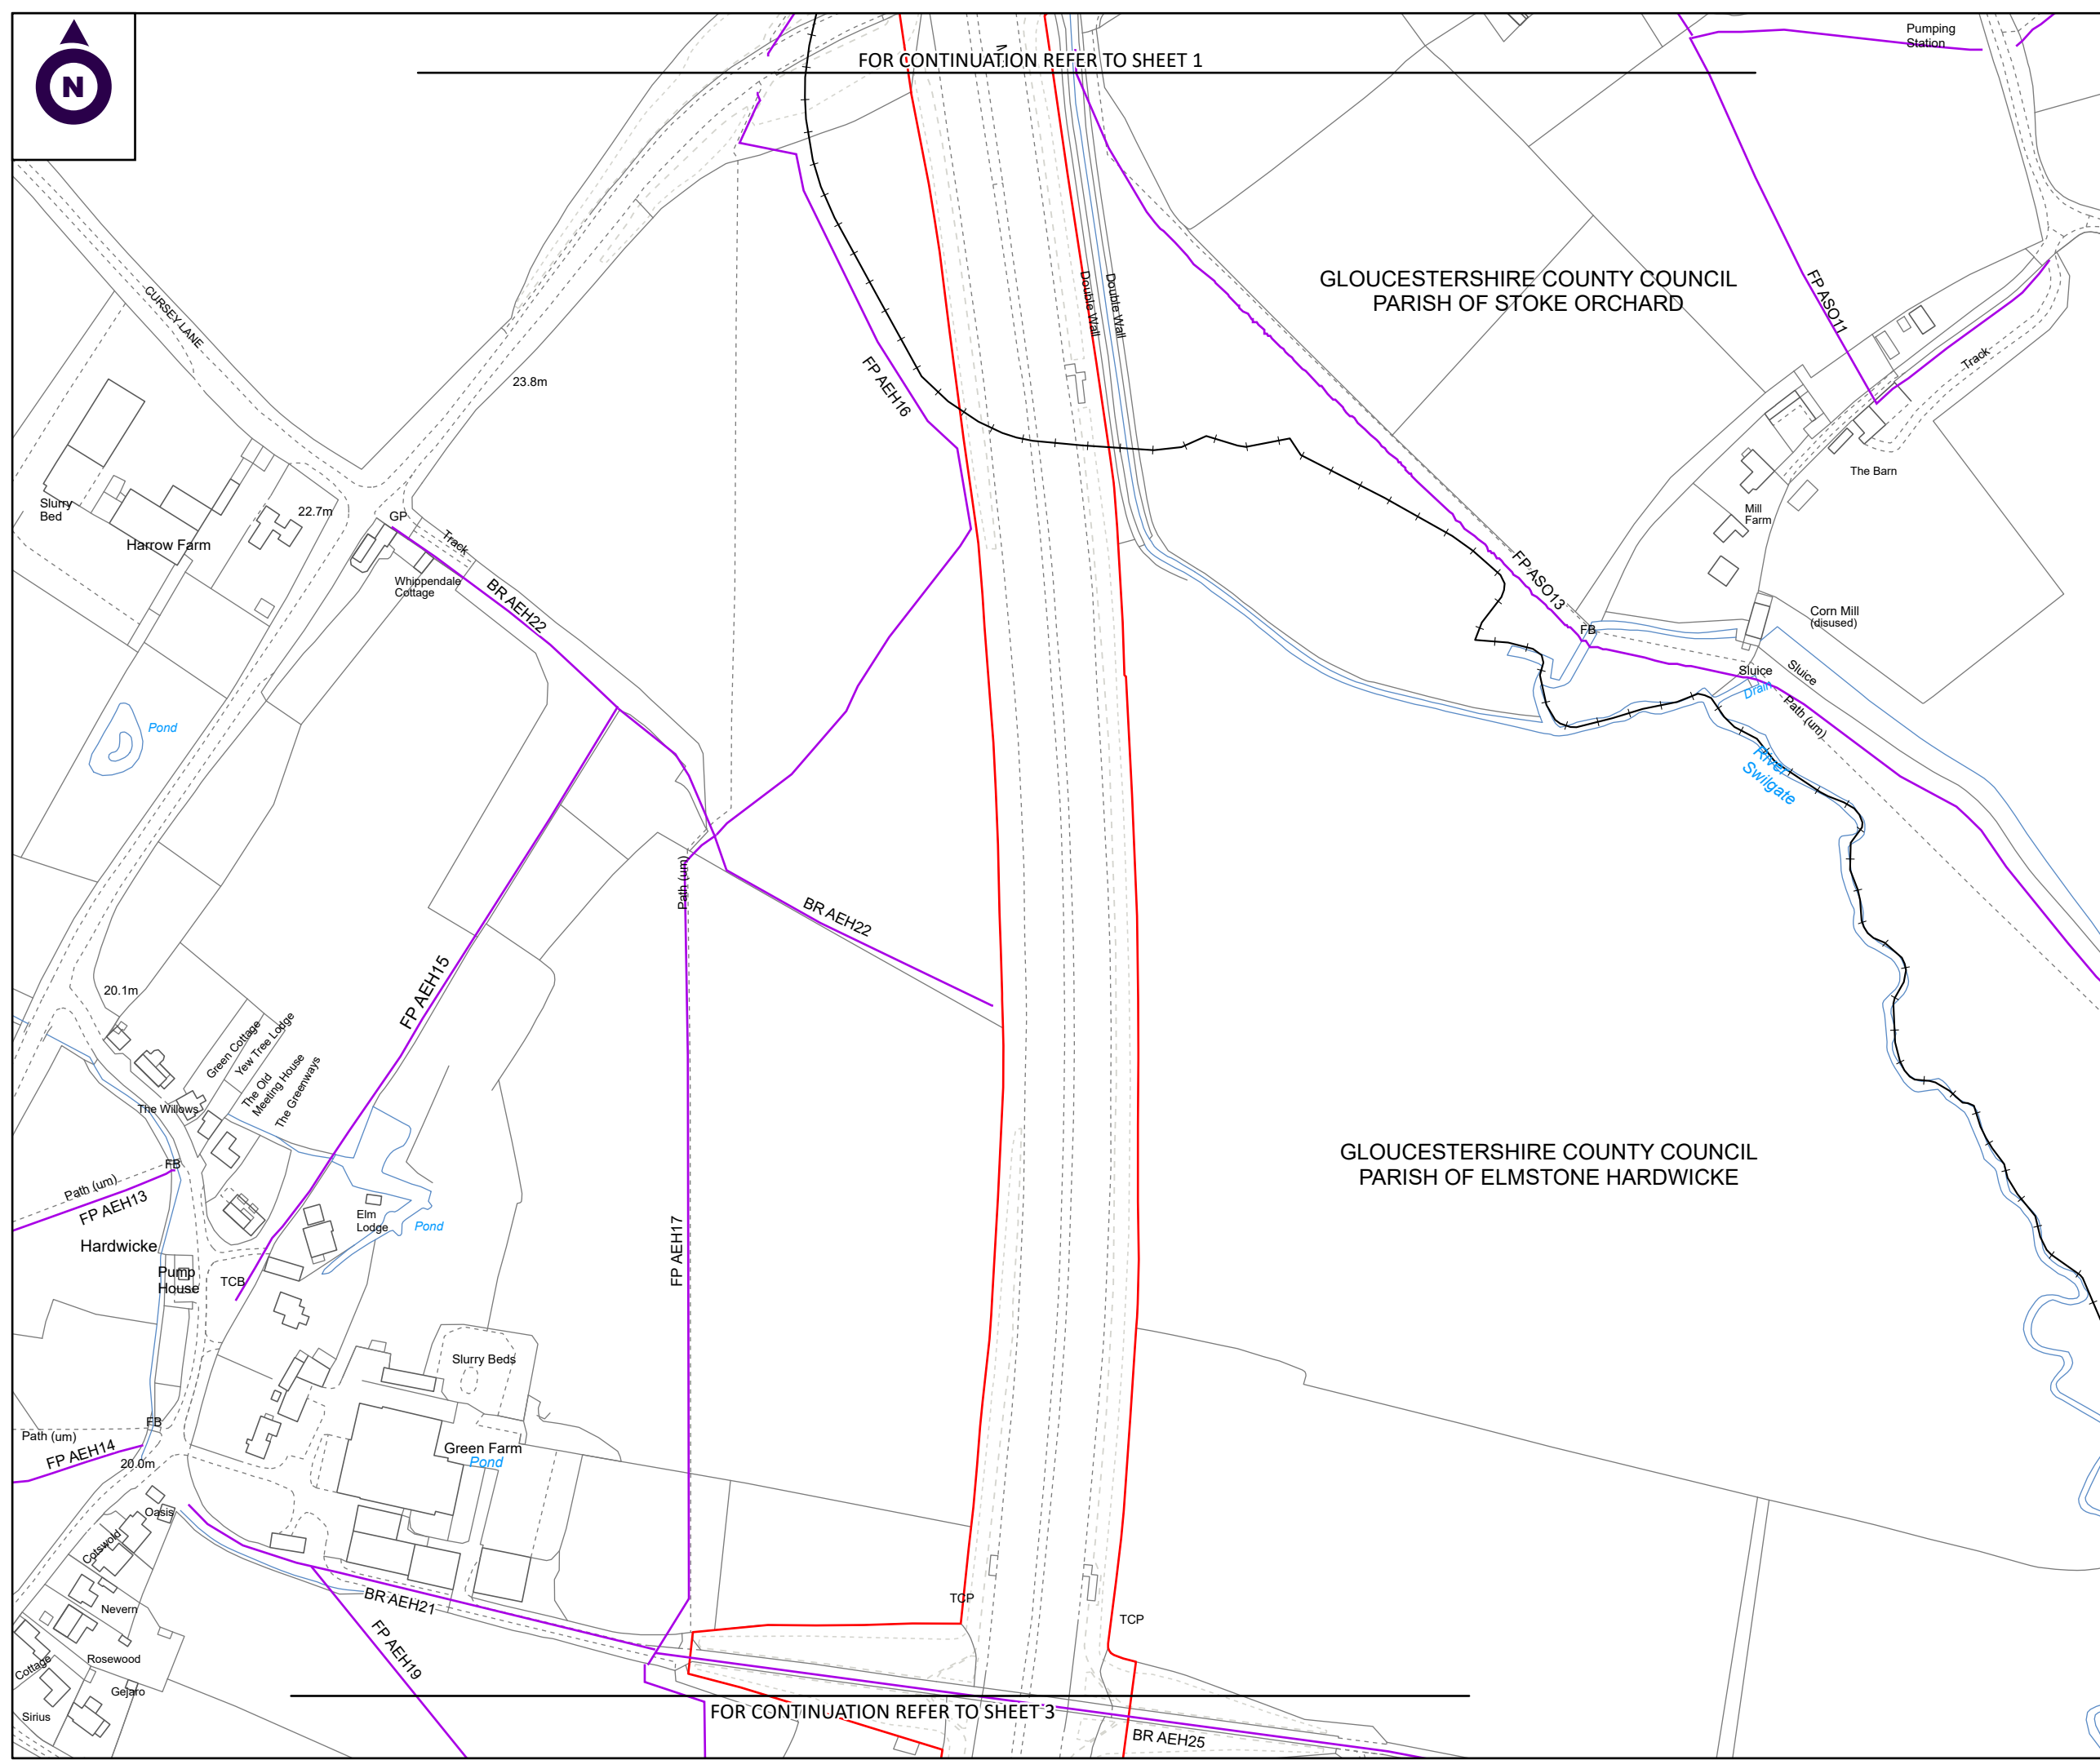 N
FOR CONTINUATION REFER TO SHEET 1
Pumping
Station
CURSEY LANE
Double Wall
Double Wall
GLOUCESTERSHIRE COUNTY COUNCIL
PARISH OF STOKE ORCHARD
FP ASO11
Track
23.8m
FP AEH16
The Barn
Slurry
Bed
22.7m
GP
Harrow Farm
Track
Whippendale
Cottage
BR AEH22
Mill
Farm
FP ASO13
FB
Corn Mill
(disused)
Sluice
Sluice
Drain
Path (um)
Pond
River
Swilgate
Path (um)
BR AEH22
FP AEH15
20.1m
Green Cottage
Yew Tree Lodge
The Old
Meeting House
The Greenways
The Willows
FB
Path (um)
FP AEH13
GLOUCESTERSHIRE COUNTY COUNCIL
PARISH OF ELMSTONE HARDWICKE
Elm
Lodge
Pond
Hardwicke
Pump
House
TCB
FP AEH17
Slurry Beds
FB
Path (um)
FP AEH14
20.0m
Green Farm
Pond
Oasis
Cotswold
BR AEH21
TCP
TCP
Nevern
FP AEH19
Rosewood
Cottage
Gejaro
Sirius
FOR CONTINUATION REFER TO SHEET 3
BR AEH25